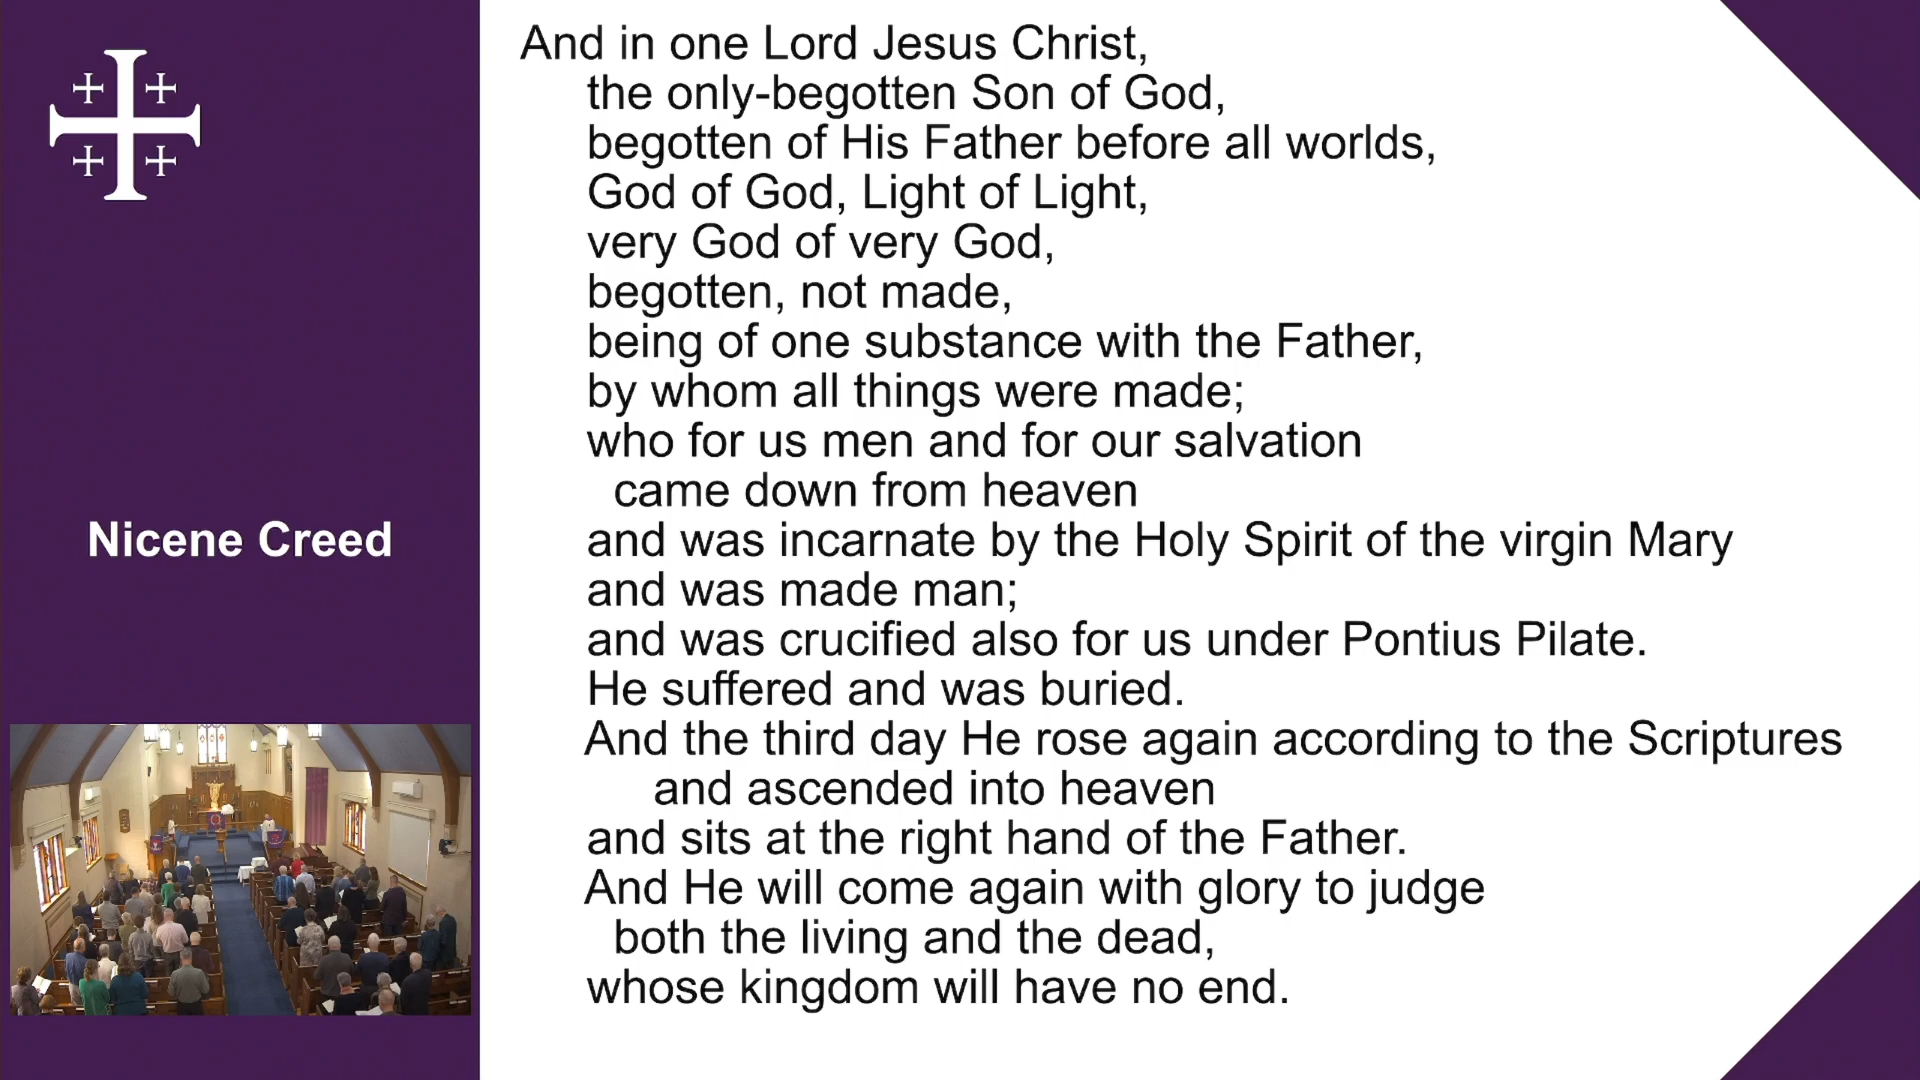 Nicene Creed
And in one Lord Jesus Christ,
the only-begotten Son of God,
begotten of His Father before all worlds,
God of God, Light of Light,
very God of very God,
begotten, not made,
being of one substance with the Father,
by whom all things were made;
who for us men and for our salvation
came down from heaven
and was incarnate by the Holy Spirit of the virgin Mary
and was made man;
and was crucified also for us under Pontius Pilate.
He suffered and was buried.
And the third day He rose again according to the Scriptures
and ascended into heaven
and sits at the right hand of the Father.
And He will come again with glory to judge
both the living and the dead,
whose kingdom will have no end.